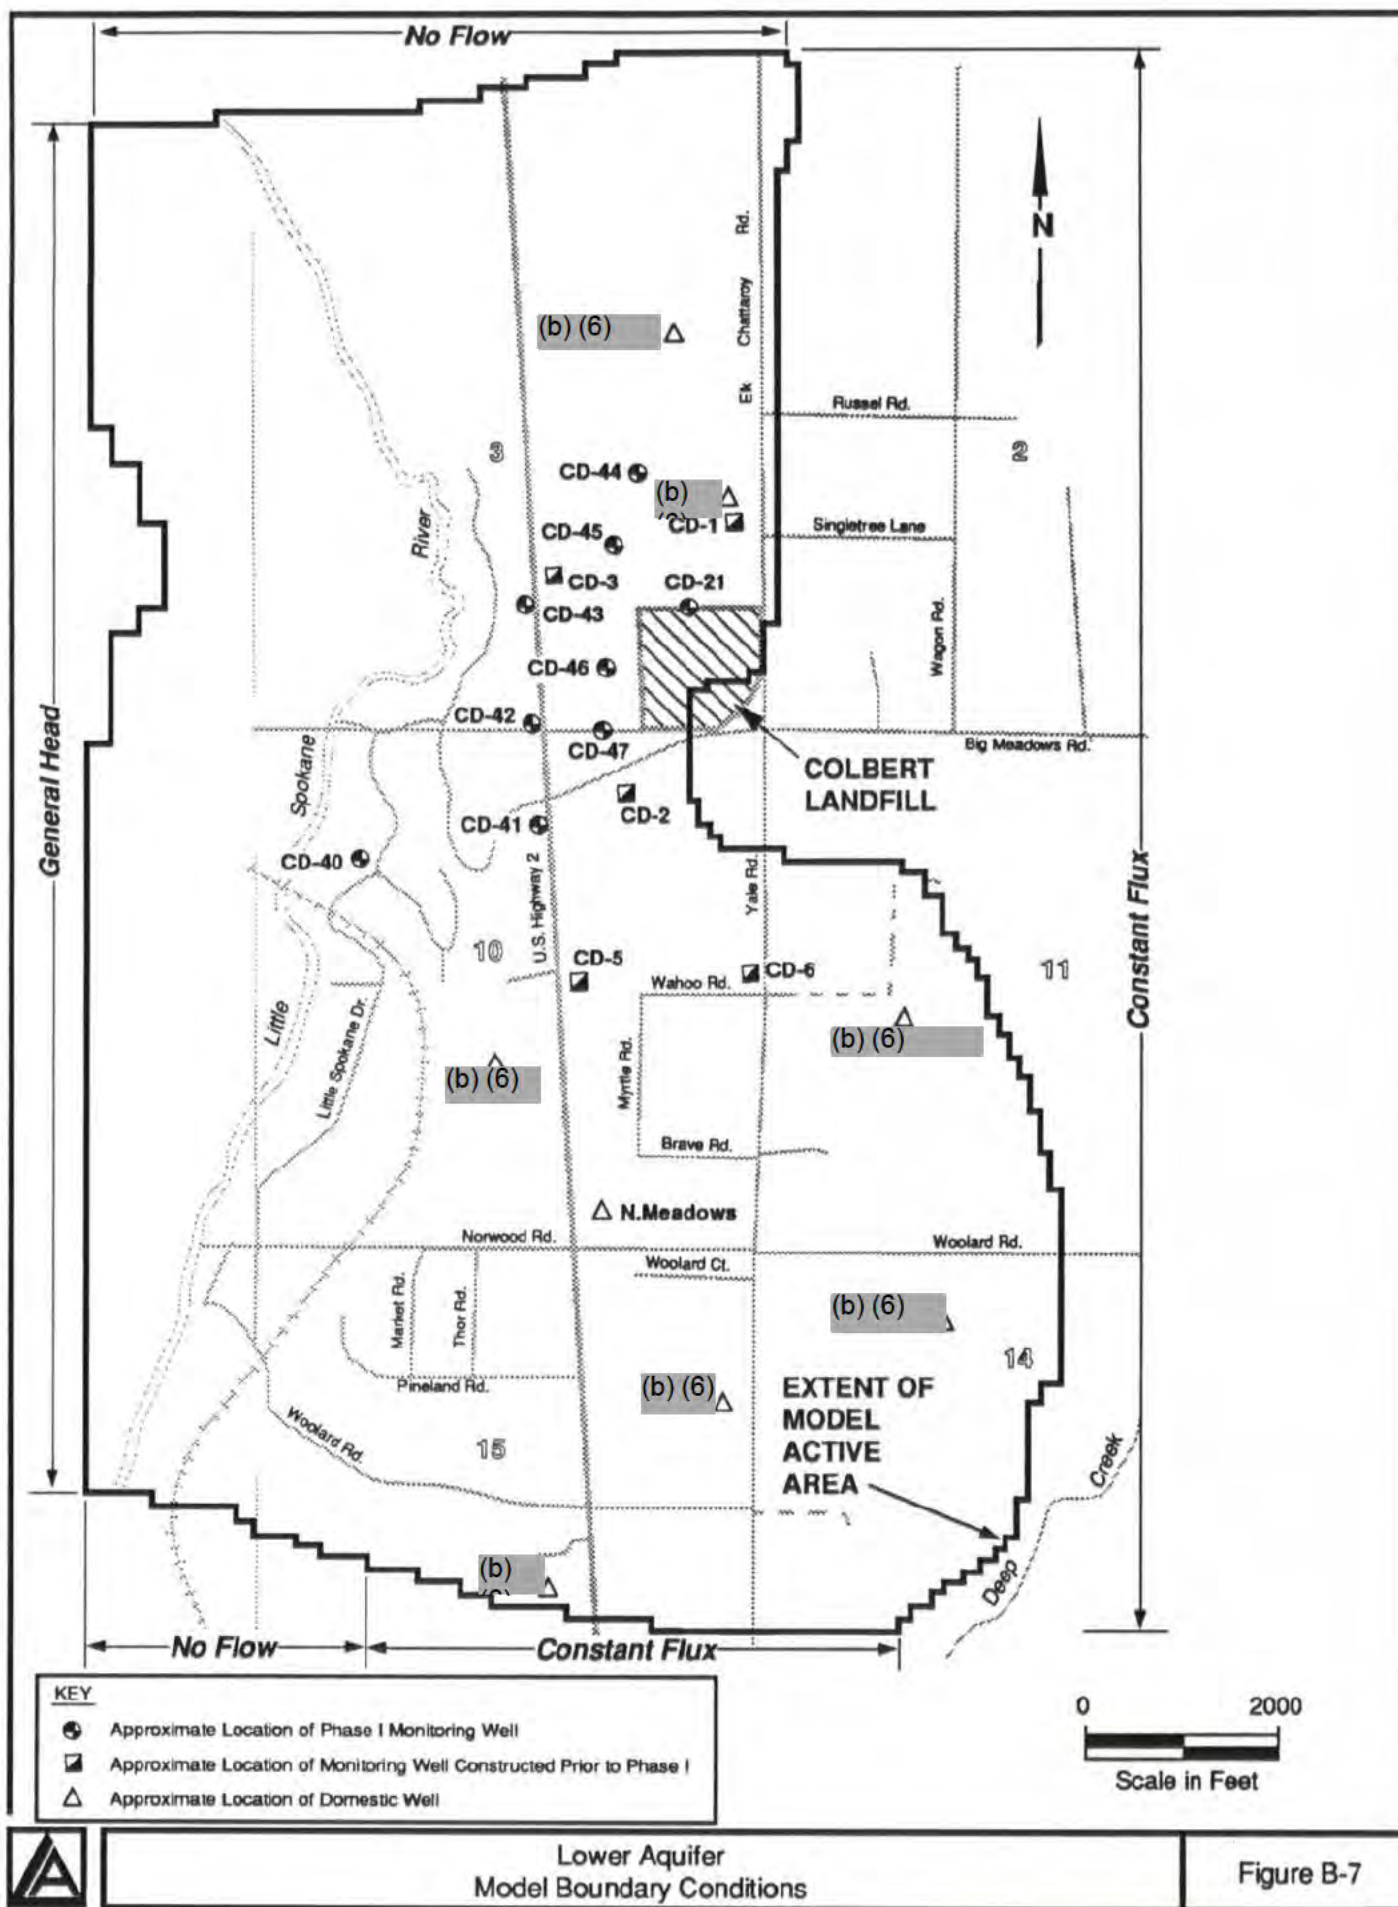 No Flow
N
Elk Chattaroy Rd.
(b) (6)
Russel Rd.
3
2
CD-44
(b)
CD-1
Singletree Lane
River
CD-45
CD-3
CD-21
CD-43
Wagon Rd.
CD-46
CD-42
CD-47
Big Meadows Rd.
General Head
Spokane
COLBERT
LANDFILL
CD-2
CD-41
CD-40
U.S. Highway 2
Yale Rd.
Constant Flux
10
CD-5
CD-6
11
Wahoo Rd.
Little
Little Spokane Dr.
(b) (6)
(b) (6)
Myrtle Rd.
Brave Rd.
N.Meadows
Norwood Rd.
Woolard Rd.
Woolard Ct.
Market Rd.
Thor Rd.
(b) (6)
14
Pineland Rd.
(b) (6)
EXTENT OF
MODEL
ACTIVE
AREA
Woolard Rd.
15
Creek
Deep
(b)
No Flow
Constant Flux
KEY
Approximate Location of Phase I Monitoring Well
Approximate Location of Monitoring Well Constructed Prior to Phase I
Approximate Location of Domestic Well
0 2000
Scale in Feet
Lower Aquifer
Model Boundary Conditions
Figure B-7